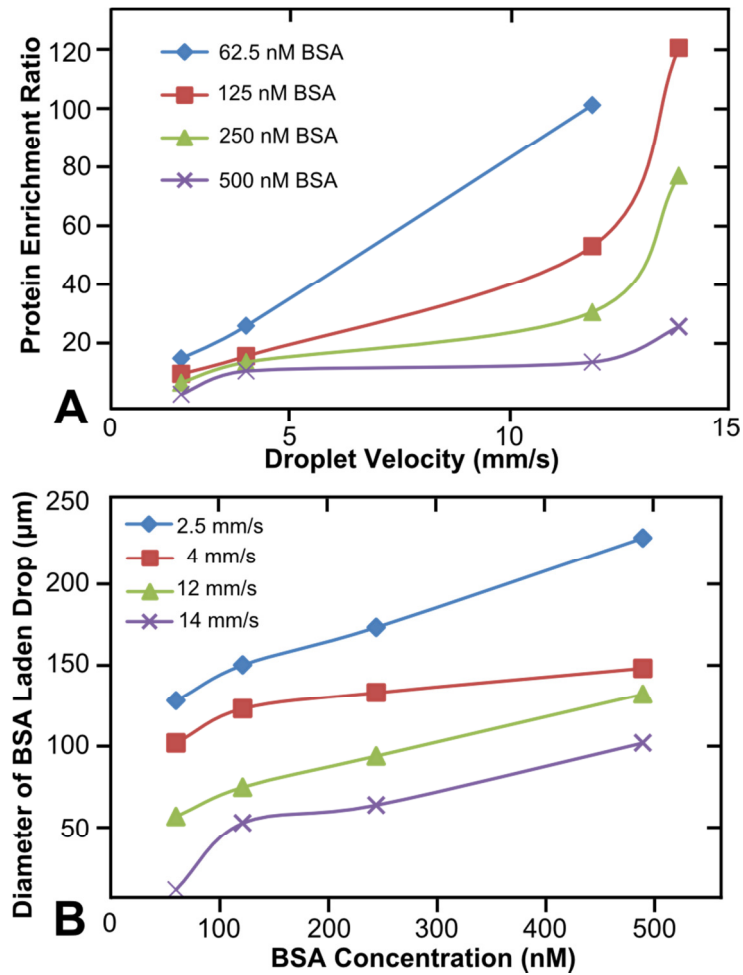 120
100
80
60
40
20
Protein Enrichment Ratio
62.5 nM BSA
125 nM BSA
250 nM BSA
500 nM BSA
A
0
5
10
15
Droplet Velocity (mm/s)
250
200
150
100
50
Diameter of BSA Laden Drop (μm)
2.5 mm/s
4 mm/s
12 mm/s
14 mm/s
B
0
100
200
300
400
500
BSA Concentration (nM)